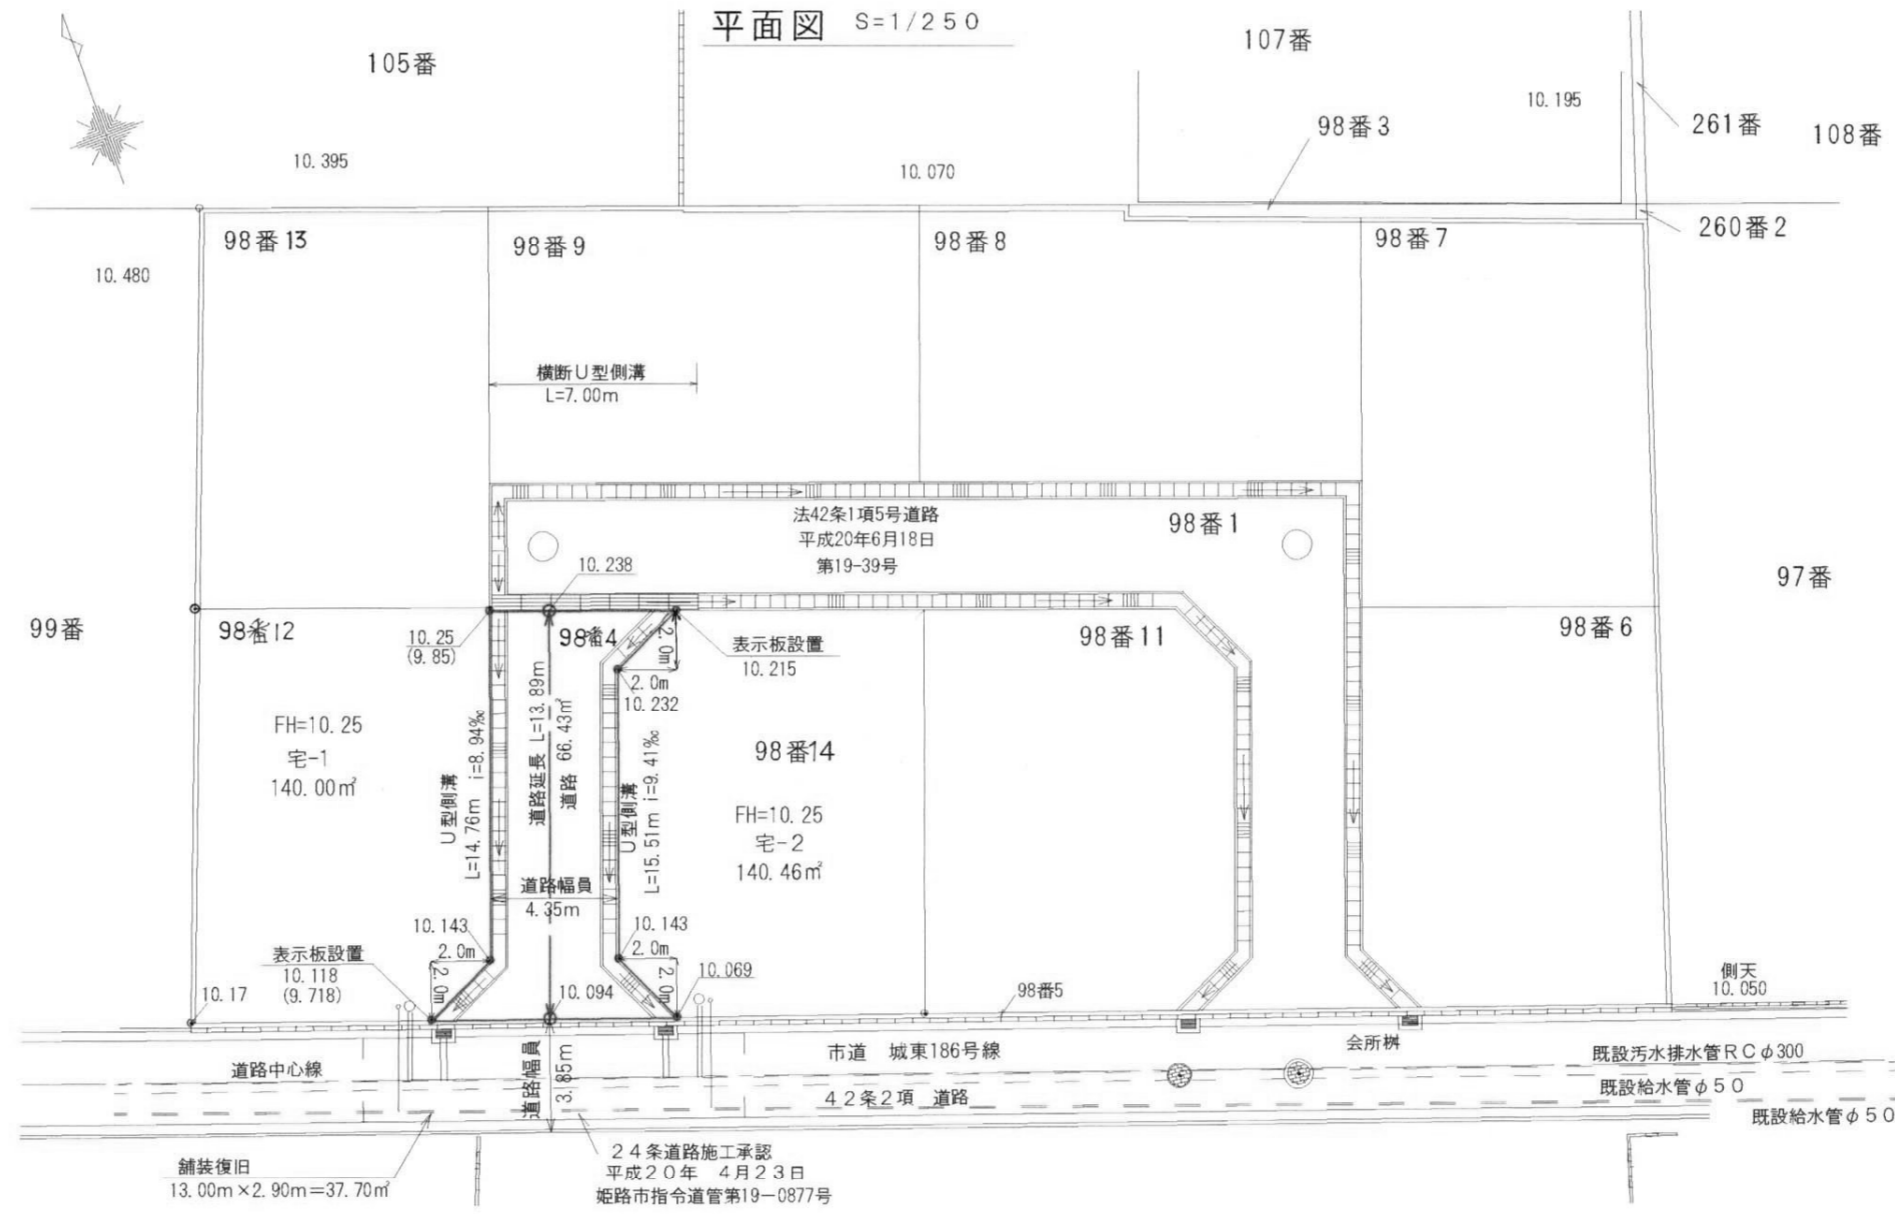 平面図 S=1/250
105番
107番
10.195
98番3
261番
108番
10.395
10.070
260番2
98番13
98番9
98番8
98番7
10.480
横断U型側溝
L=7.00m
法42条1項5号道路
平成20年6月18日
第19-39号
98番1
10.238
97番
99番
98番12
10.25
(9.85)
98番4
2.0m
表示板設置
10.215
98番11
98番6
2.0m
10.232
FH=10.25
宅-1
140.00㎡
U型側溝
L=14.76m i=8.94‰
道路延長 L=13.89m
道路 66.43㎡
U型側溝
L=15.51m i=9.41‰
98番14
FH=10.25
宅-2
140.46㎡
道路幅員
4.35m
10.143
2.0m
2.0m
10.143
2.0m
2.0m
表示板設置
10.118
(9.718)
10.17
10.094
10.069
98番5
側天
10.050
道路中心線
道路幅員
3.85m
市道 城東186号線
会所桝
既設汚水排水管RCφ300
42条2項 道路
既設給水管φ50
既設給水管φ50
舗装復旧
13.00m×2.90m=37.70㎡
24条道路施工承認
平成20年 4月23日
姫路市指令道管第19-0877号